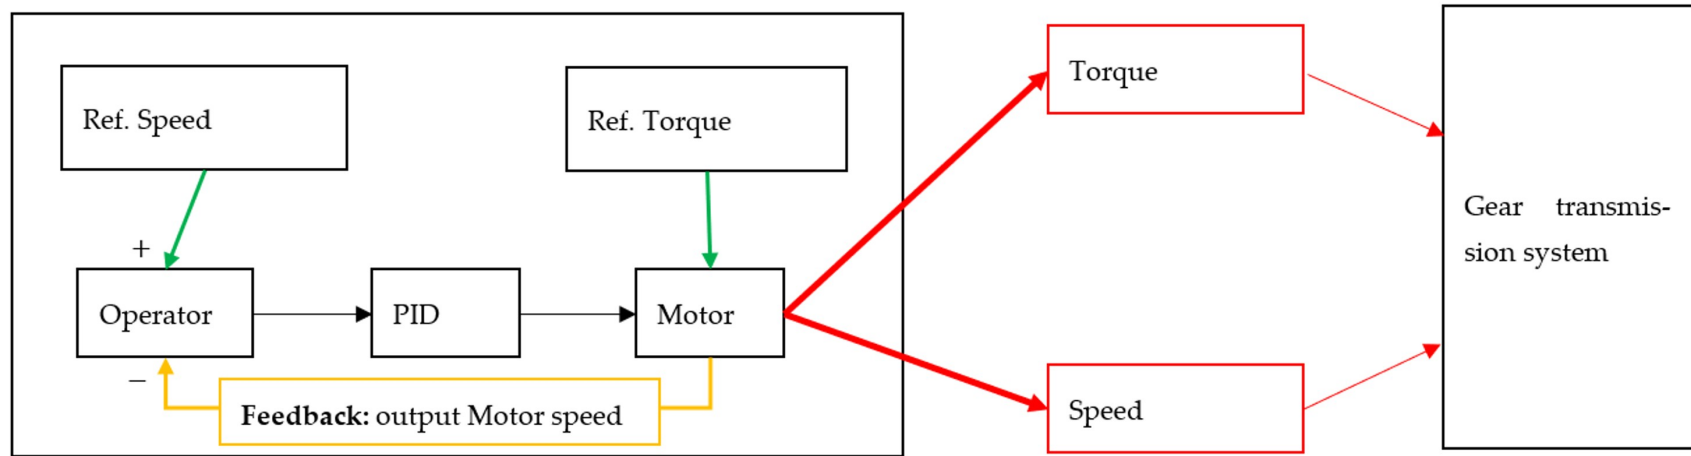 Ref. Speed
Ref. Torque
Torque
+
Operator
PID
Motor
−
Feedback: output Motor speed
Speed
Gear transmis-
sion system